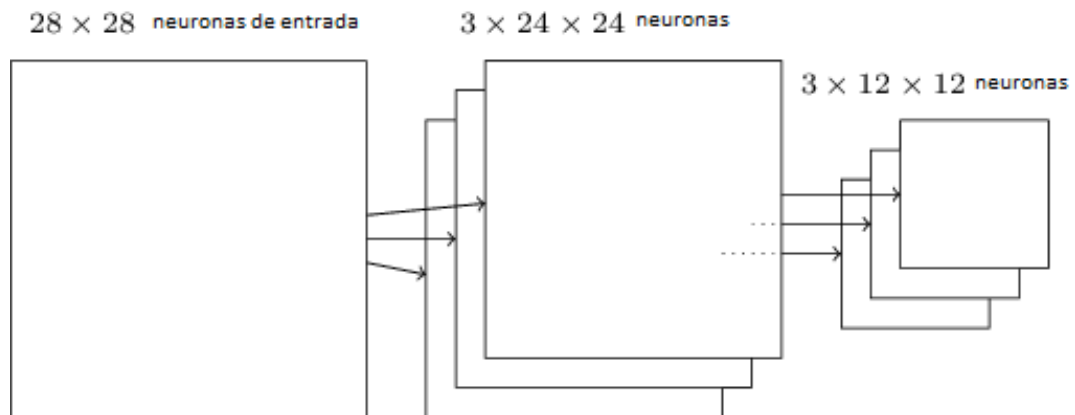 28 × 28 neuronas de entrada
3 × 24 × 24 neuronas
3 × 12 × 12 neuronas